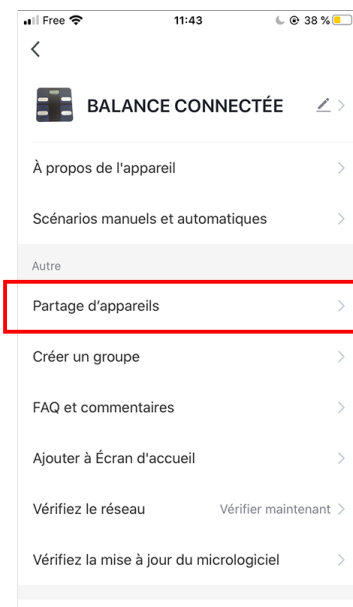 Free 11:43 38 %
BALANCE CONNECTÉE
À propos de l'appareil
Scénarios manuels et automatiques
Autre
Partage d’appareils
Créer un groupe
FAQ et commentaires
Ajouter à Écran d'accueil
Vérifiez le réseau Vérifier maintenant
Vérifiez la mise à jour du micrologiciel